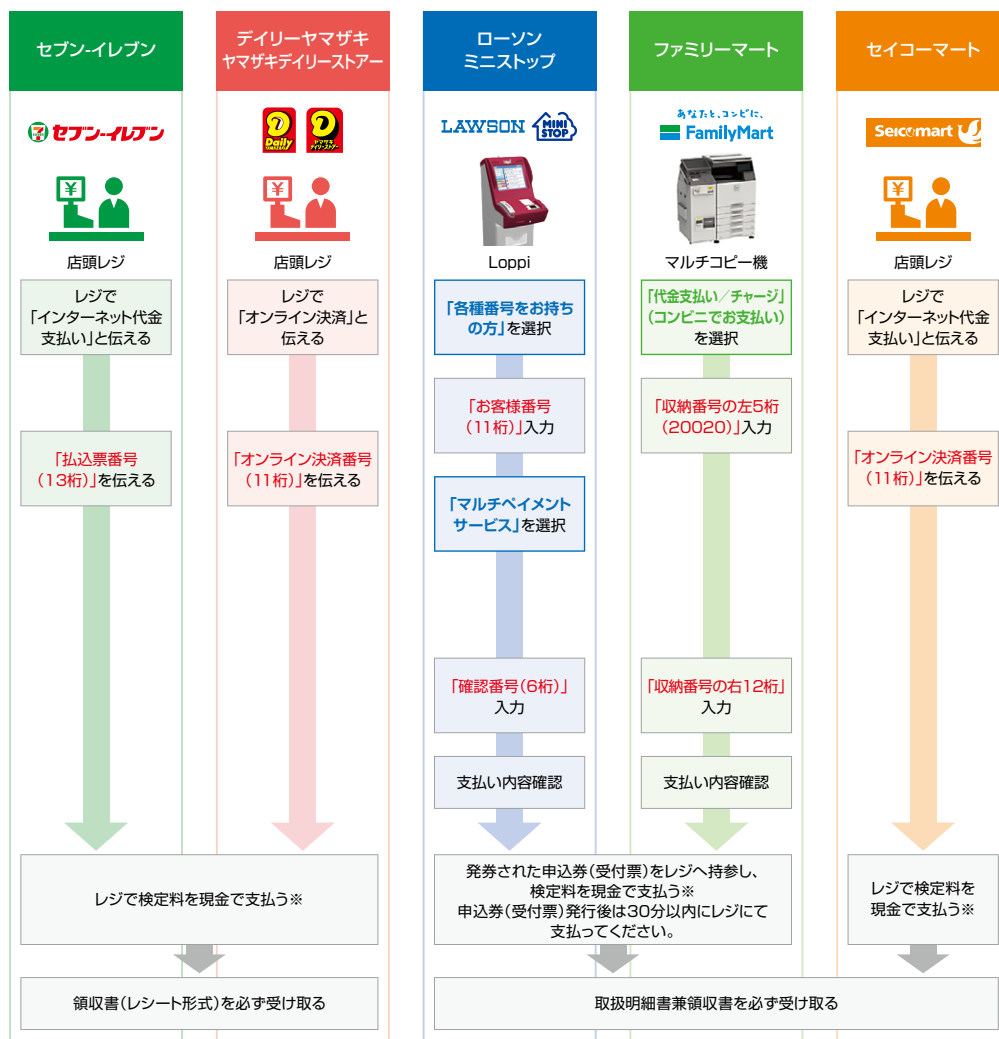 セブン-イレブン
セブン-イレブン
店頭レジ
レジで
「インターネット代金
支払い」と伝える
「払込票番号
(13桁)」を伝える
デイリーヤマザキ
ヤマザキデイリーストアー
Daily
YAMAZAKI
ヤマザキ
デイリーストアー
店頭レジ
レジで
「オンライン決済」と
伝える
「オンライン決済番号
(11桁)」を伝える
レジで検定料を現金で支払う※
領収書(レシート形式)を必ず受け取る
ローソン
ミニストップ
LAWSON
MINI
STOP
Loppi
「各種番号をお持ち
の方」を選択
「お客様番号
(11桁)」入力
「マルチペイメント
サービス」を選択
「確認番号(6桁)」
入力
支払い内容確認
ファミリーマート
あなたと、コンビに、
FamilyMart
マルチコピー機
「代金支払い/チャージ」
(コンビニでお支払い)
を選択
「収納番号の左5桁
(20020)」入力
「収納番号の右12桁」
入力
支払い内容確認
発券された申込券(受付票)をレジへ持参し、
検定料を現金で支払う※
申込券(受付票)発行後は30分以内にレジにて
支払ってください。
セイコーマート
Seicomart
店頭レジ
レジで
「インターネット代金
支払い」と伝える
「オンライン決済番号
(11桁)」を伝える
レジで検定料を
現金で支払う※
取扱明細書兼領収書を必ず受け取る